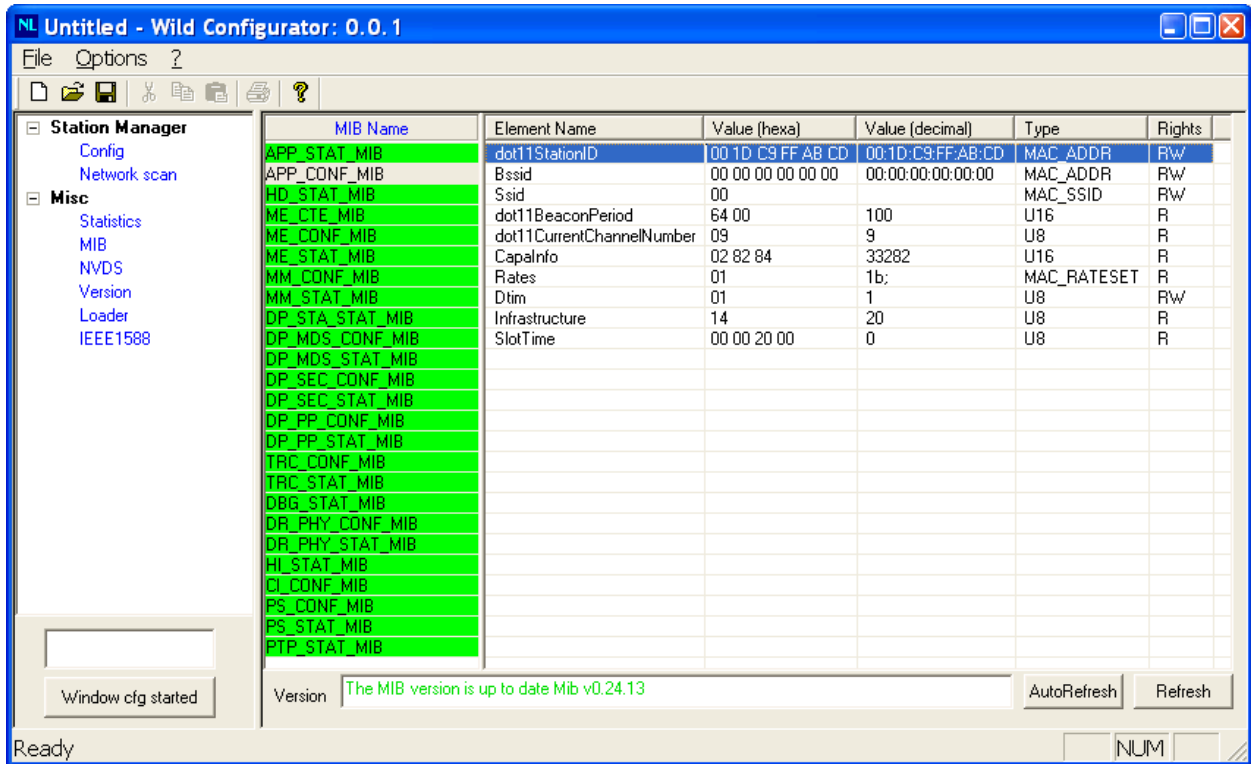 NL Untitled - Wild Configurator: 0.0.1
File Options ?
Station Manager
Config
Network scan
Misc
Statistics
MIB
NVDS
Version
Loader
IEEE1588
Window cfg started
MIB Name
APP_STAT_MIB
APP_CONF_MIB
HD_STAT_MIB
ME_CTE_MIB
ME_CONF_MIB
ME_STAT_MIB
MM_CONF_MIB
MM_STAT_MIB
DP_STA_STAT_MIB
DP_MDS_CONF_MIB
DP_MDS_STAT_MIB
DP_SEC_CONF_MIB
DP_SEC_STAT_MIB
DP_PP_CONF_MIB
DP_PP_STAT_MIB
TRC_CONF_MIB
TRC_STAT_MIB
DBG_STAT_MIB
DR_PHY_CONF_MIB
DR_PHY_STAT_MIB
HI_STAT_MIB
CI_CONF_MIB
PS_CONF_MIB
PS_STAT_MIB
PTP_STAT_MIB
Element Name Value (hexa) Value (decimal) Type Rights
dot11StationID 00 1D C9 FF AB CD 00:1D:C9:FF:AB:CD MAC_ADDR RW
Bssid 00 00 00 00 00 00 00:00:00:00:00:00 MAC_ADDR RW
Ssid 00 MAC_SSID RW
dot11BeaconPeriod 64 00 100 U16 R
dot11CurrentChannelNumber 09 9 U8 R
CapaInfo 02 82 84 33282 U16 R
Rates 01 1b; MAC_RATESET R
Dtim 01 1 U8 RW
Infrastructure 14 20 U8 R
SlotTime 00 00 20 00 0 U8 R
Version The MIB version is up to date Mib v0.24.13 AutoRefresh Refresh
Ready NUM